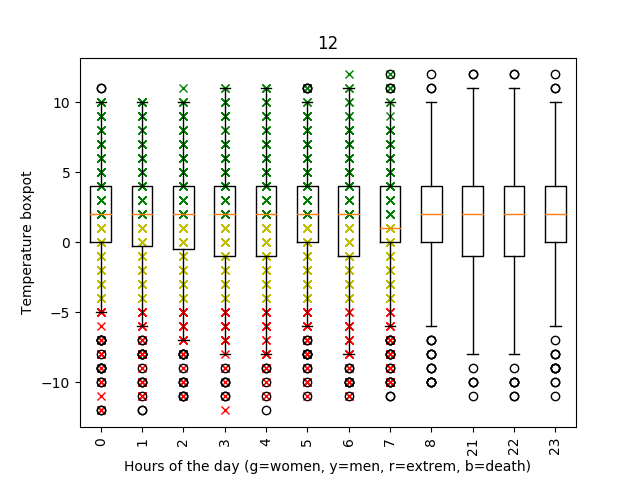 12
10
5
0
−5
−10
Temperature boxpot
0 1 2 3 4 5 6 7 8 21 22 23
Hours of the day (g=women, y=men, r=extrem, b=death)